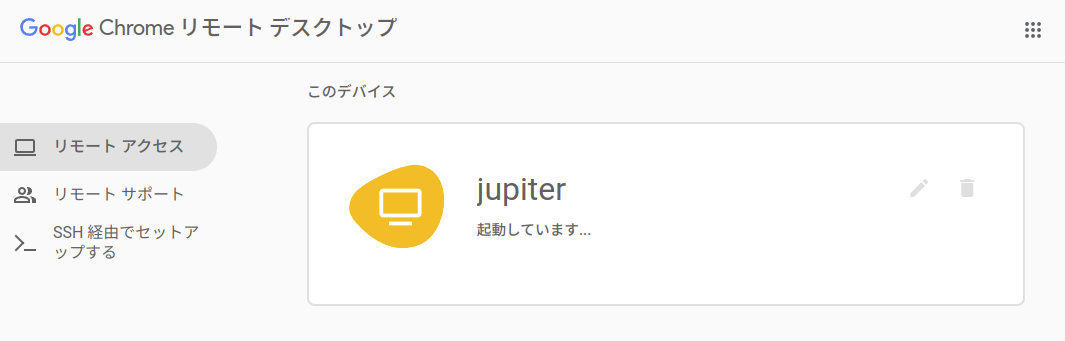 Google Chrome リモート デスクトップ
このデバイス
リモート アクセス
リモート サポート
SSH 経由でセットア
ップする
jupiter
起動しています...